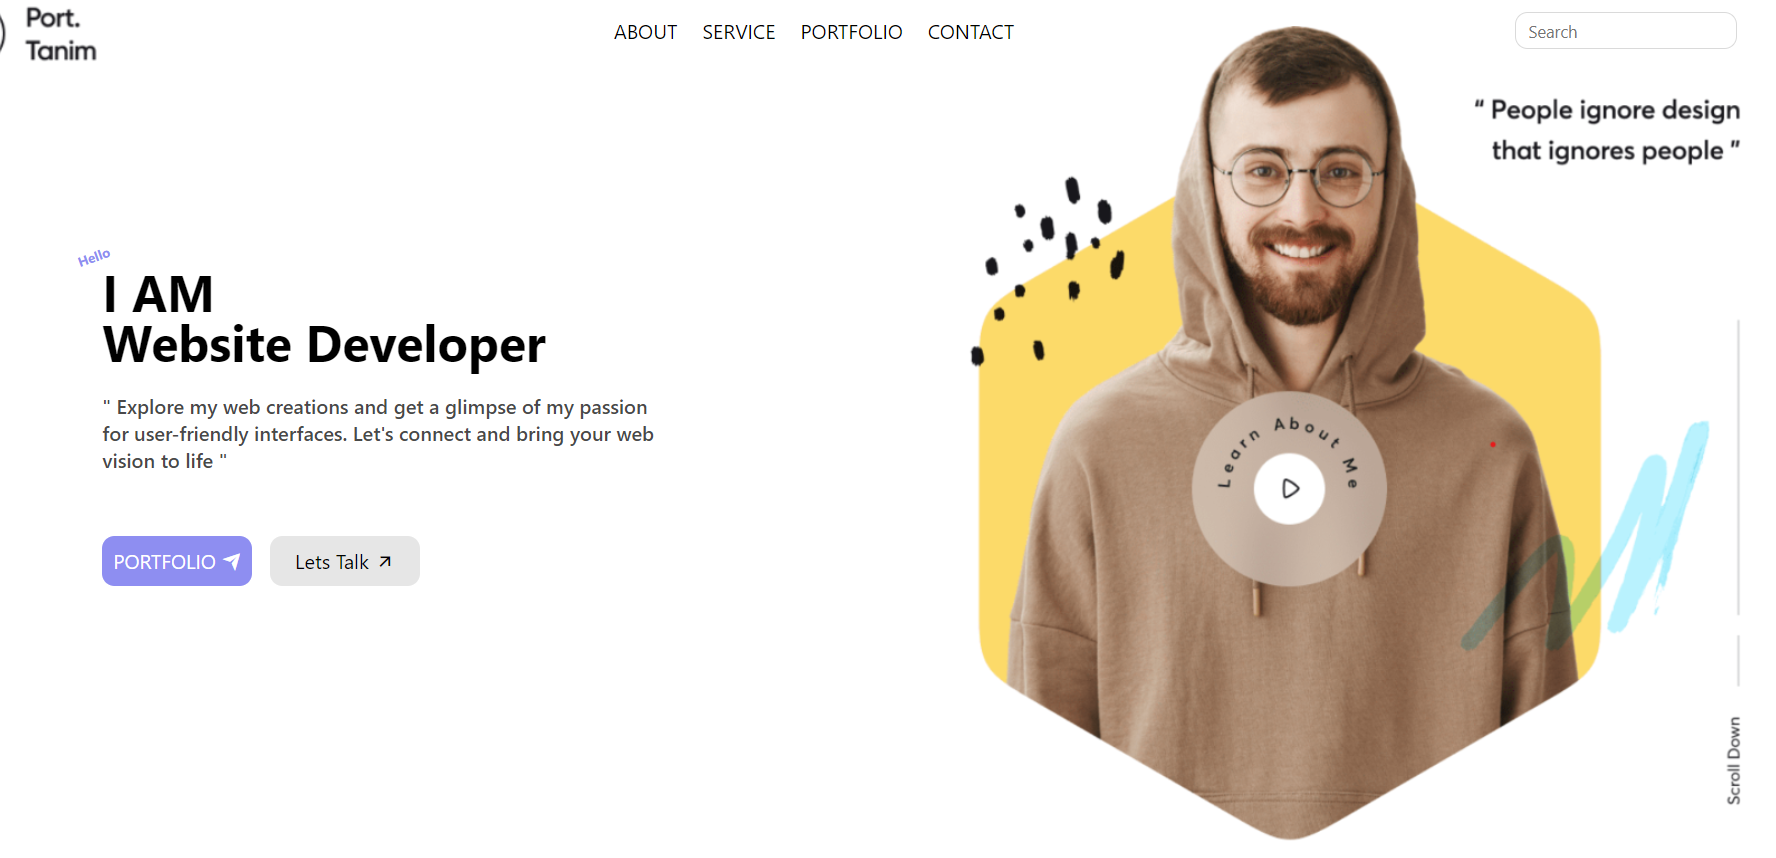 Port.
Tanim
ABOUT SERVICE PORTFOLIO CONTACT
Search
“ People ignore design
that ignores people ”
Hello
I AM
Website Developer
" Explore my web creations and get a glimpse of my passion
for user-friendly interfaces. Let's connect and bring your web
vision to life "
PORTFOLIO
Lets Talk
Learn About Me
Scroll Down